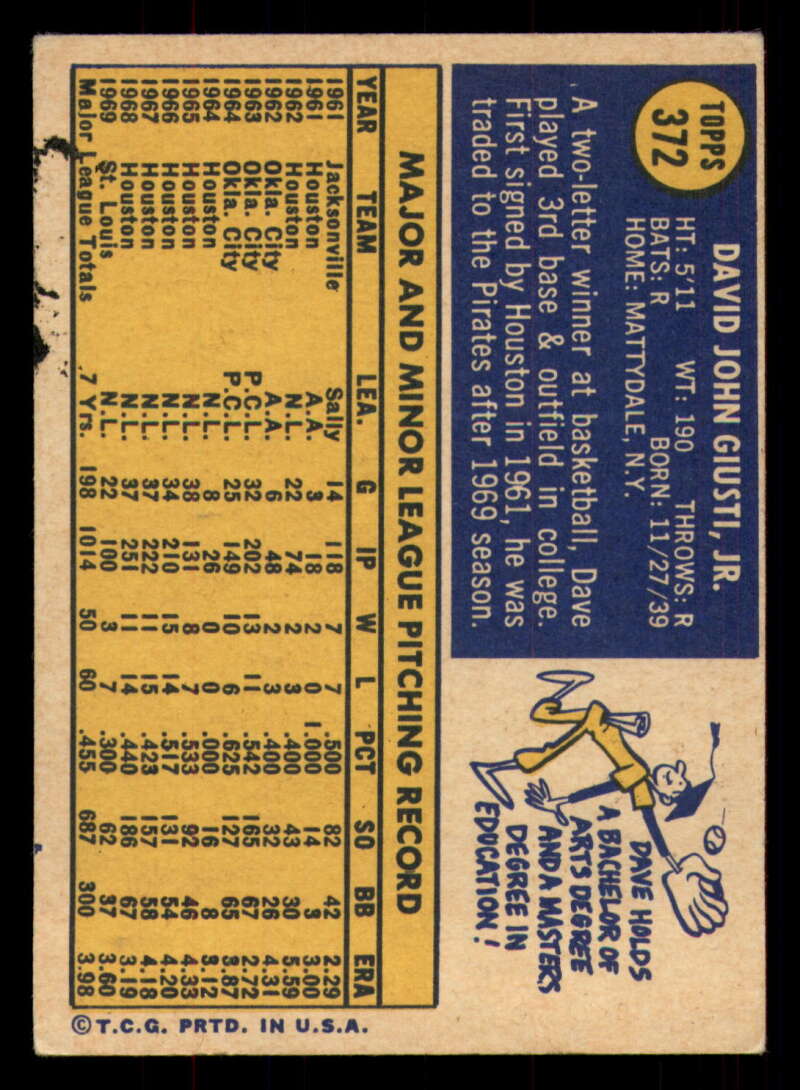 TOPPS
372
DAVID JOHN GIUSTI, JR.
HT: 5'11 WT: 190 THROWS: R
BATS: R BORN: 11/27/39
HOME: MATTYDALE, N.Y.
A two-letter winner at basketball, Dave
played 3rd base & outfield in college.
First signed by Houston in 1961, he was
traded to the Pirates after 1969 season.
DAVE HOLDS
A BACHELOR OF
ARTS DEGREE
AND A MASTERS
DEGREE IN
EDUCATION!
MAJOR AND MINOR LEAGUE PITCHING RECORD
YEAR TEAM LEA. G IP W L PCT SO BB ERA
1961 Jacksonville Sally 14 118 7 7 .500 82 42 2.29
1961 Houston A.A. 3 18 2 0 1.000 14 3 3.00
1962 Houston N.L. 22 74 2 3 .400 43 30 5.59
1962 Okla. City A.A. 6 48 2 3 .400 32 26 4.31
1963 Okla. City P.C.L. 32 202 13 11 .542 165 67 2.72
1964 Okla. City P.C.L. 25 149 10 6 .625 127 65 3.87
1964 Houston N.L. 8 26 0 0 .000 16 8 3.12
1965 Houston N.L. 38 131 8 7 .533 92 46 4.33
1966 Houston N.L. 34 210 15 14 .517 131 54 4.20
1967 Houston N.L. 37 222 11 15 .423 157 58 4.18
1968 Houston N.L. 37 251 11 14 .440 186 67 3.19
1969 St. Louis N.L. 22 100 3 7 .300 62 37 3.60
Major League Totals 7 Yrs. 198 1014 50 60 .455 687 300 3.98
© T.C.G. PRTD. IN U.S.A.